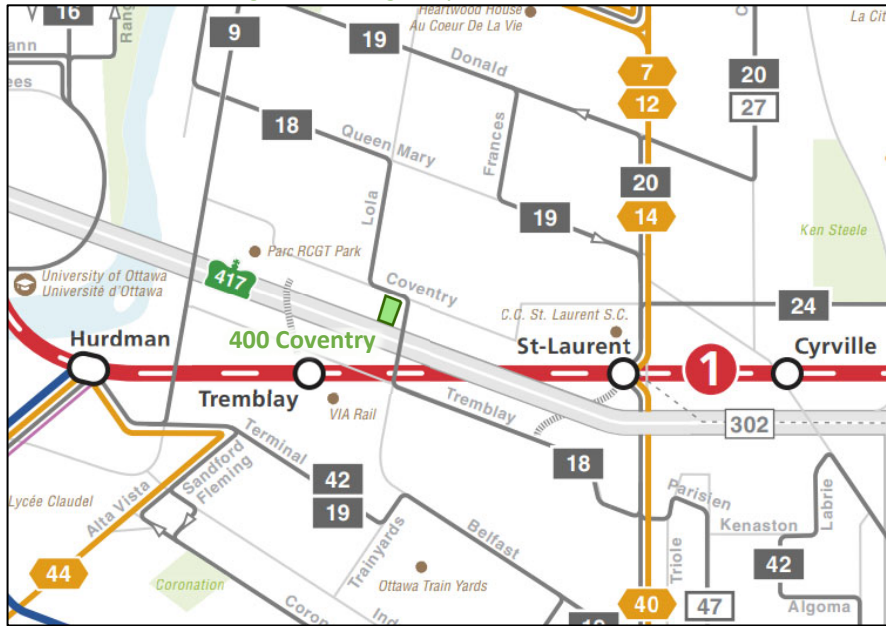 Heartwood House
Au Coeur De La Vie
La Cit
16
9
19
7
12
20
27
Donald
18
Queen Mary
Frances
19
20
14
Lola
Ken Steele
Parc RCGT Park
417
University of Ottawa
Université d'Ottawa
Coventry
24
C.C. St. Laurent S.C.
400 Coventry
Hurdman
St-Laurent
1
Cyrville
Tremblay
VIA Rail
Tremblay
302
Terminal
Sandford
Fleming
42
19
18
Parisien
Kenaston
Labrie
Lycée Claudel
Alta Vista
Belfast
Trainyards
Triole
42
44
Coronation
Ottawa Train Yards
40
47
Algoma